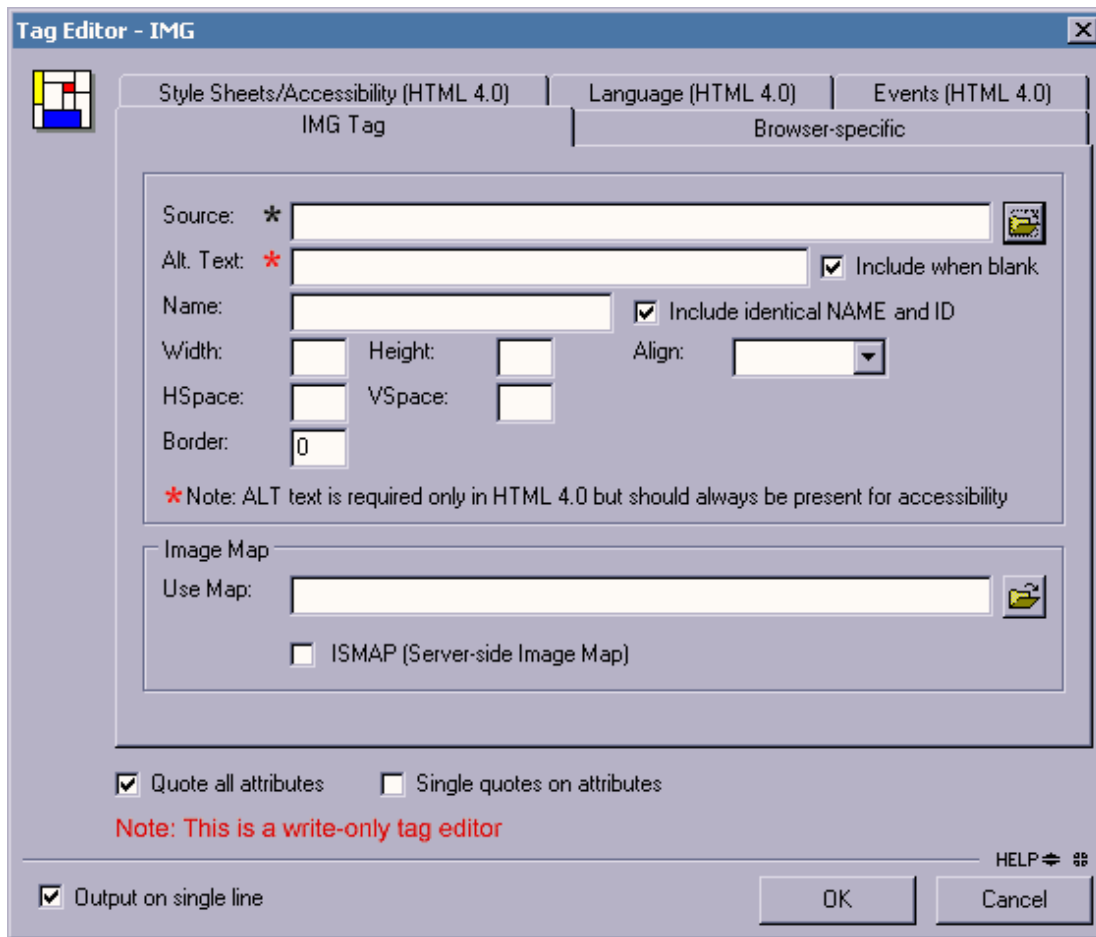 Tag Editor - IMG
Style Sheets/Accessibility (HTML 4.0) Language (HTML 4.0) Events (HTML 4.0)
IMG Tag Browser-specific
Source: *
Alt. Text: * Include when blank
Name: Include identical NAME and ID
Width: Height: Align:
HSpace: VSpace:
Border: 0
*Note: ALT text is required only in HTML 4.0 but should always be present for accessibility
Image Map
Use Map:
ISMAP (Server-side Image Map)
Quote all attributes Single quotes on attributes
Note: This is a write-only tag editor
HELP
Output on single line OK Cancel